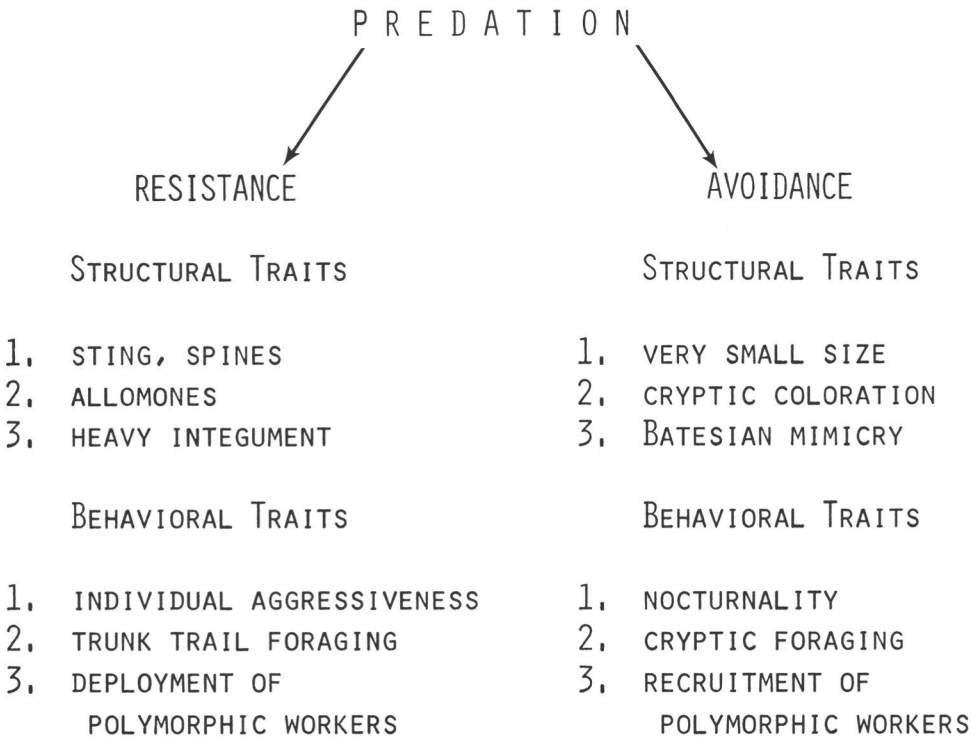 PREDATION
RESISTANCE
STRUCTURAL TRAITS
1. STING, SPINES
2. ALLOMONES
3. HEAVY INTEGUMENT
BEHAVIORAL TRAITS
1. INDIVIDUAL AGGRESSIVENESS
2. TRUNK TRAIL FORAGING
3. DEPLOYMENT OF
POLYMORPHIC WORKERS
AVOIDANCE
STRUCTURAL TRAITS
1. VERY SMALL SIZE
2. CRYPTIC COLORATION
3. BATESIAN MIMICRY
BEHAVIORAL TRAITS
1. NOCTURNALITY
2. CRYPTIC FORAGING
3. RECRUITMENT OF
POLYMORPHIC WORKERS